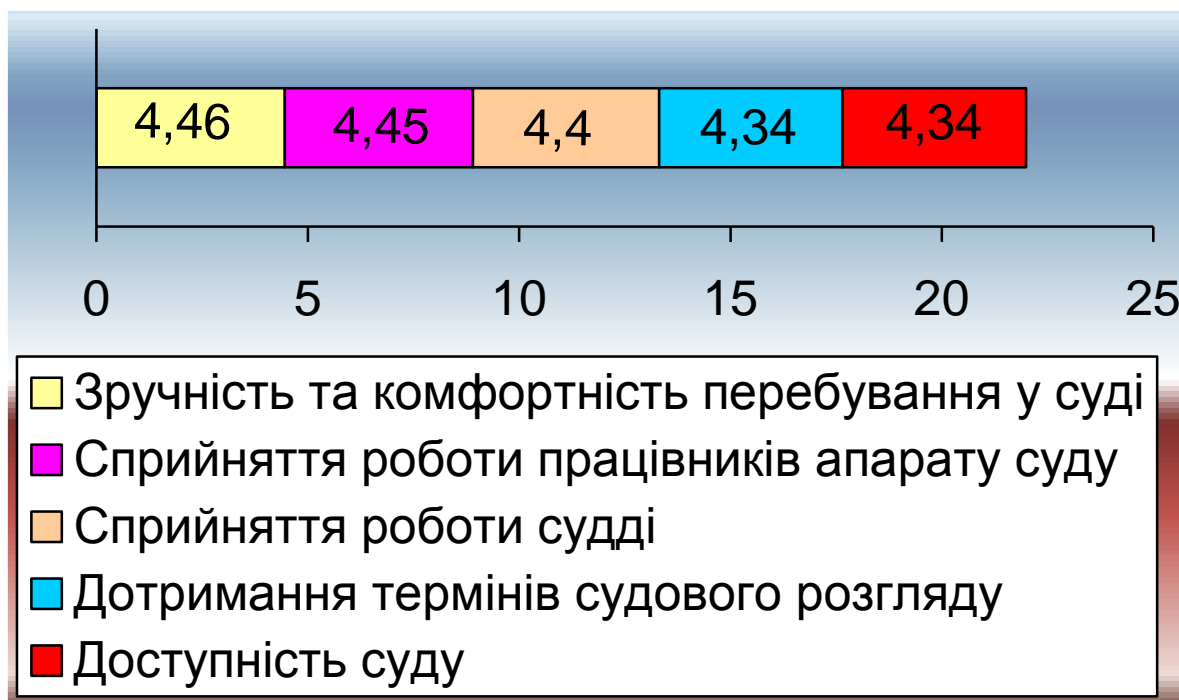 4,46 4,45 4,4 4,34 4,34
0 5 10 15 20 25
Зручність та комфортність перебування у суді
Сприйняття роботи працівників апарату суду
Сприйняття роботи судді
Дотримання термінів судового розгляду
Доступність суду